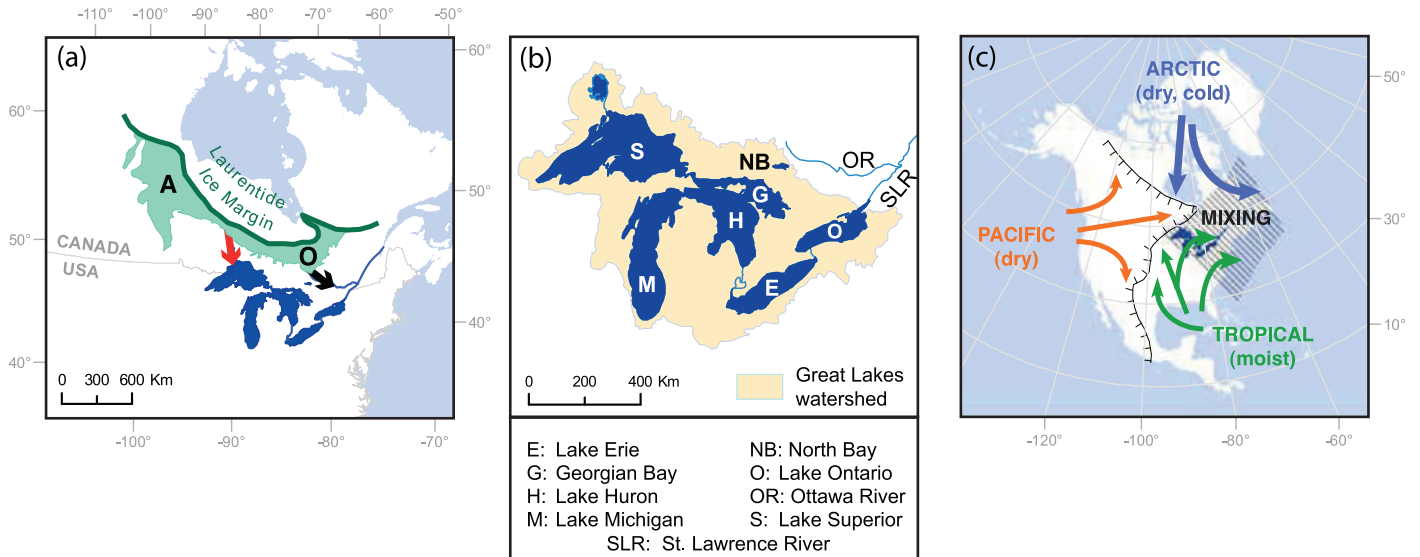 -110° -100° -90° -80° -70° -60° -50°
(a)
60°
60°
A
Laurentide
Ice Margin
50°
50°
O
CANADA
USA
40°
40°
0 300 600 Km
-100° -90° -80° -70°
(b)
S
NB
OR
G
SLR
H
O
M
E
0 200 400 Km
Great Lakes
watershed
E: Lake Erie
NB: North Bay
G: Georgian Bay
O: Lake Ontario
H: Lake Huron
OR: Ottawa River
M: Lake Michigan
S: Lake Superior
SLR: St. Lawrence River
(c)
ARCTIC
(dry, cold)
50°
MIXING
30°
PACIFIC
(dry)
TROPICAL
(moist)
10°
-120° -100° -80° -60°